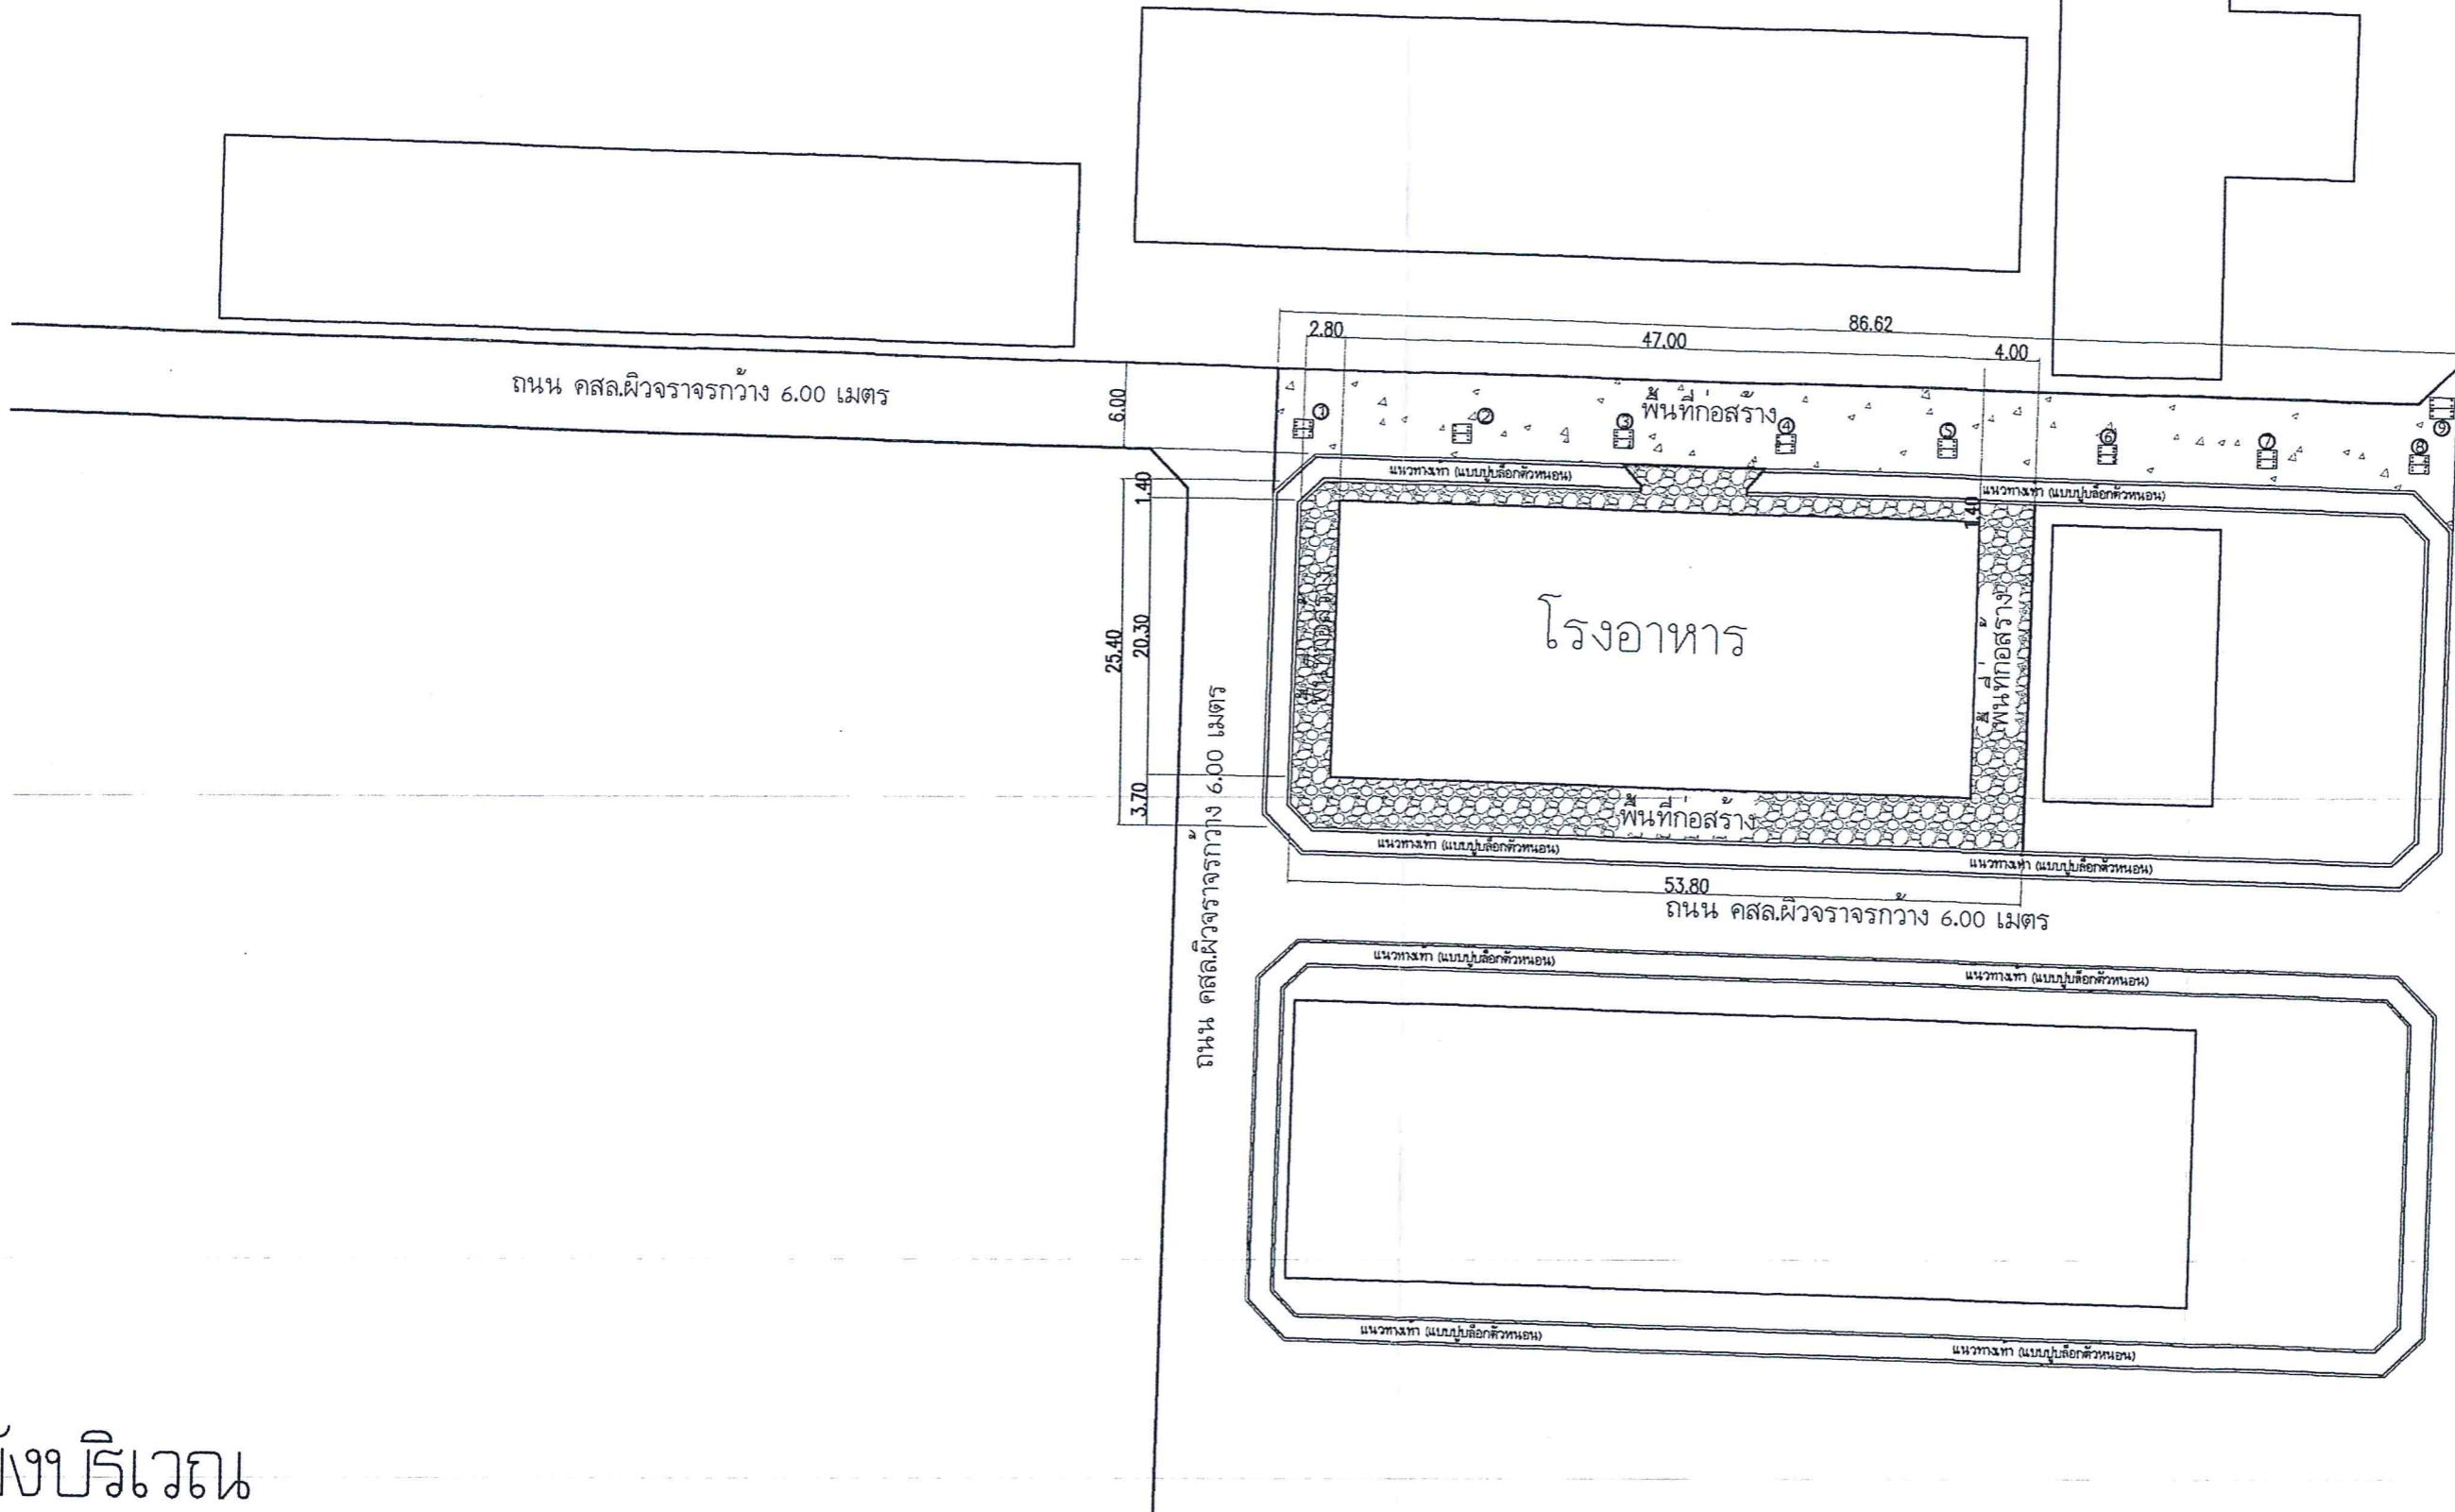 86.62
2.80
47.00
4.00
ถนน คสล.ผิวจราจรกว้าง 6.00 เมตร
6.00
พื้นที่ก่อสร้าง
1
2
3
4
5
6
7
8
9
แนวทางเท้า (แบบปูบล็อกตัวหนอน)
แนวทางเท้า (แบบปูบล็อกตัวหนอน)
1.40
1.40
25.40
20.30
3.70
พื้นที่ก่อสร้าง
โรงอาหาร
พื้นที่ก่อสร้าง
ถนน คสล.ผิวจราจรกว้าง 6.00 เมตร
พื้นที่ก่อสร้าง
แนวทางเท้า (แบบปูบล็อกตัวหนอน)
แนวทางเท้า (แบบปูบล็อกตัวหนอน)
53.80
ถนน คสล.ผิวจราจรกว้าง 6.00 เมตร
แนวทางเท้า (แบบปูบล็อกตัวหนอน)
แนวทางเท้า (แบบปูบล็อกตัวหนอน)
แนวทางเท้า (แบบปูบล็อกตัวหนอน)
แนวทางเท้า (แบบปูบล็อกตัวหนอน)
ังบริเวณ